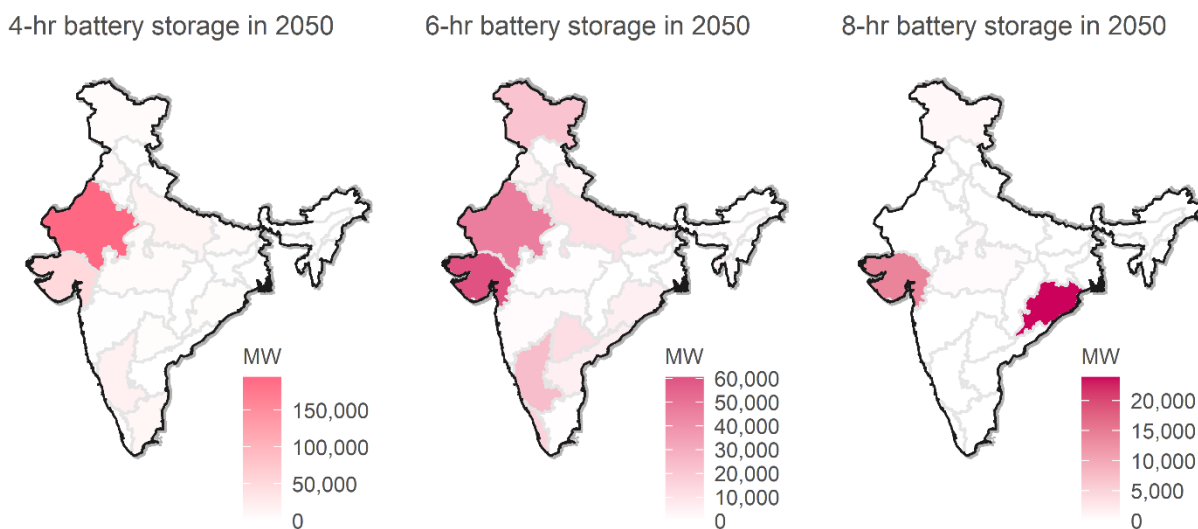 4-hr battery storage in 2050
6-hr battery storage in 2050
8-hr battery storage in 2050
MW
150,000
100,000
50,000
0
MW
60,000
50,000
40,000
30,000
20,000
10,000
0
MW
20,000
15,000
10,000
5,000
0